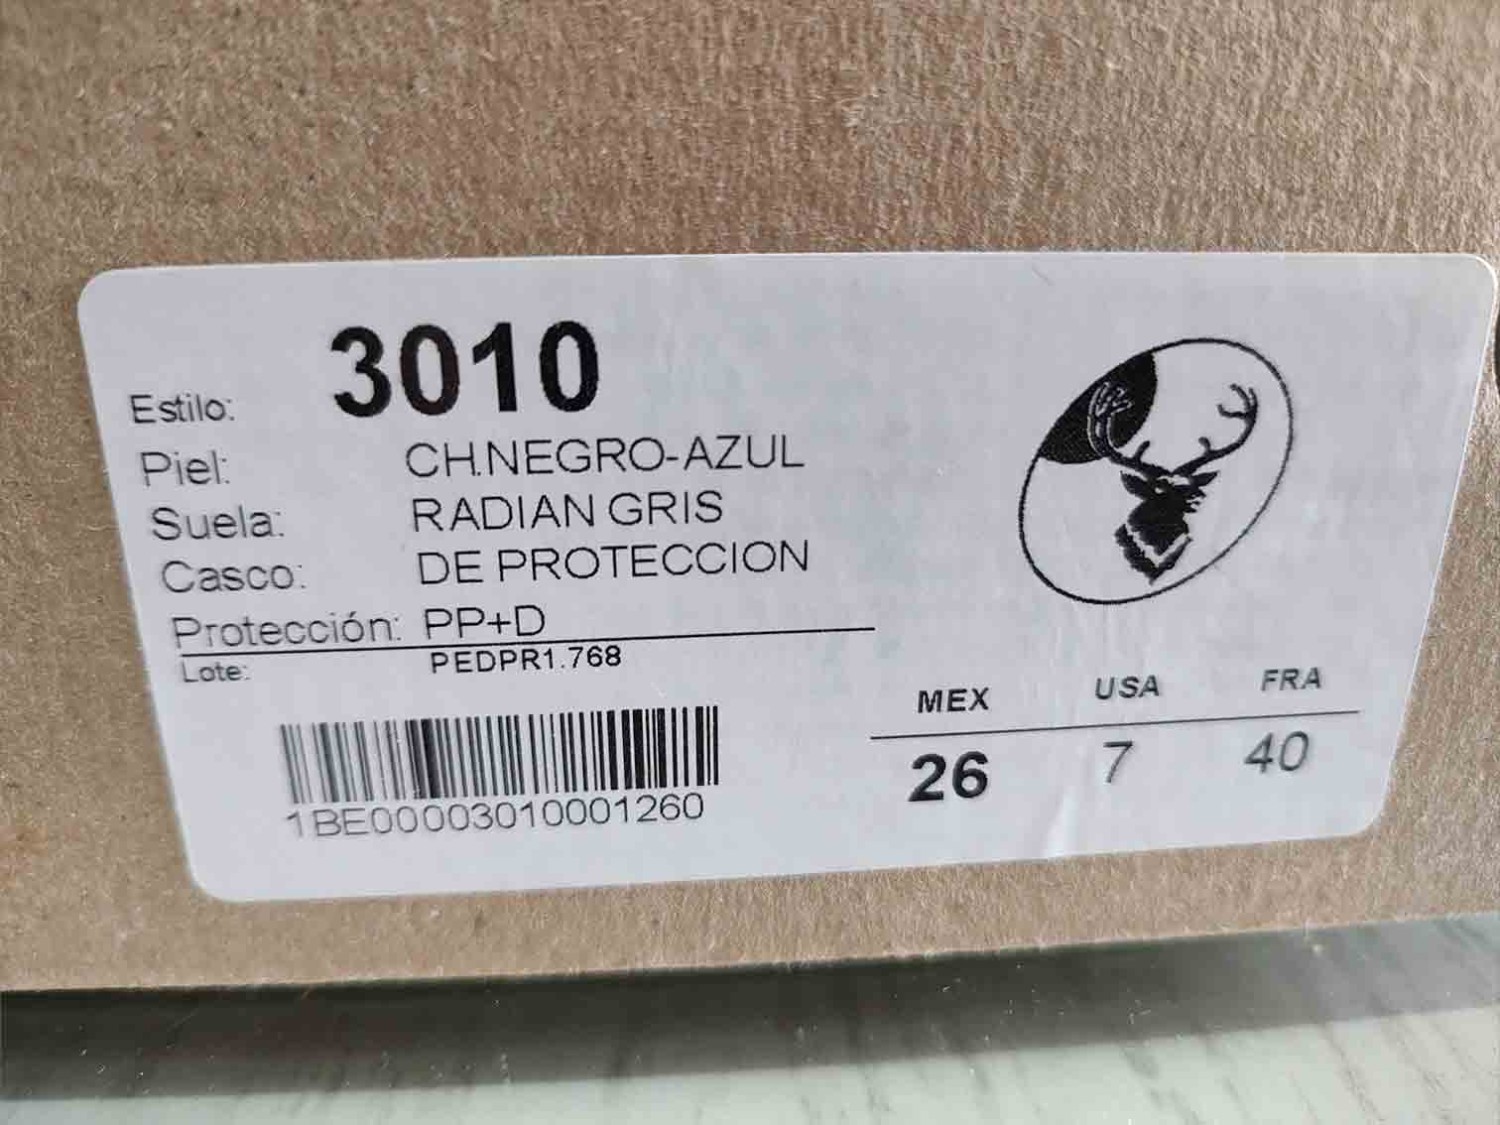 Estilo: 3010
Piel: CH.NEGRO-AZUL
Suela: RADIAN GRIS
Casco: DE PROTECCION
Protección: PP+D
Lote: PEDPR1.768
1BE00003010001260
MEX USA FRA
26 7 40